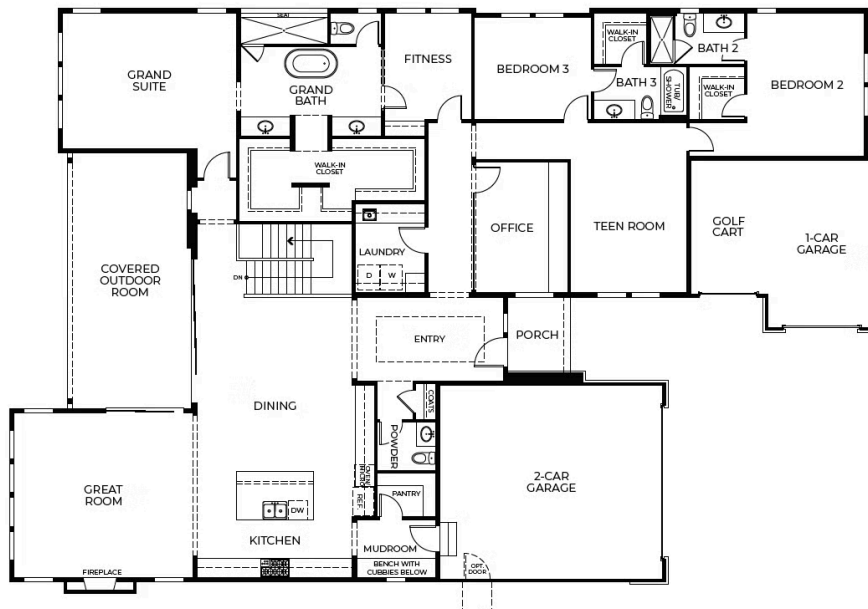 SEAT
GRAND
SUITE
FITNESS
GRAND
BATH
WALK-IN
CLOSET
BEDROOM 3
WALK-IN
CLOSET
BATH 2
BATH 3
TUB/
SHOWER
WALK-IN
CLOSET
BEDROOM 2
COVERED
OUTDOOR
ROOM
DN
LAUNDRY
D
W
OFFICE
TEEN ROOM
GOLF
CART
1-CAR
GARAGE
ENTRY
PORCH
DINING
COATS
POWDER
OVEN/
MICRO
REF.
PANTRY
GREAT
ROOM
DW
KITCHEN
MUDROOM
BENCH WITH
CUBBIES BELOW
2-CAR
GARAGE
OPT.
DOOR
FIREPLACE